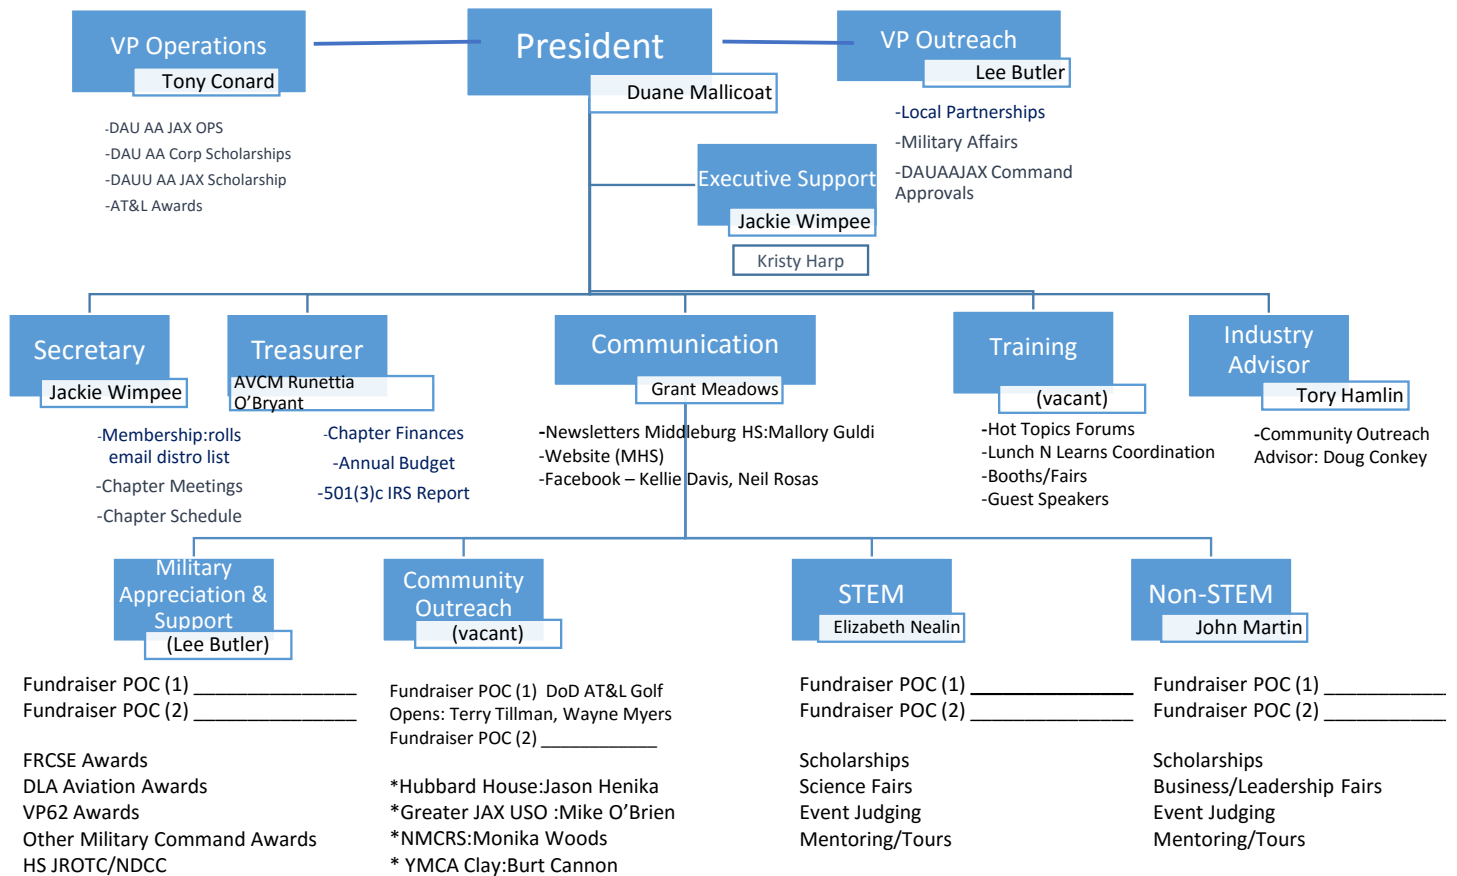 VP Operations
Tony Conard
-DAU AA JAX OPS
-DAU AA Corp Scholarships
-DAUU AA JAX Scholarship
-AT&L Awards
President
Duane Mallicoat
VP Outreach
Lee Butler
-Local Partnerships
-Military Affairs
-DAUAAJAX Command
Approvals
Executive Support
Jackie Wimpee
Kristy Harp
Secretary
Jackie Wimpee
-Membership:rolls
email distro list
-Chapter Meetings
-Chapter Schedule
Treasurer
AVCM Runettia
O'Bryant
-Chapter Finances
-Annual Budget
-501(3)c IRS Report
Communication
Grant Meadows
-Newsletters Middleburg HS:Mallory Guldi
-Website (MHS)
-Facebook – Kellie Davis, Neil Rosas
Training
(vacant)
-Hot Topics Forums
-Lunch N Learns Coordination
-Booths/Fairs
-Guest Speakers
Industry
Advisor
Tory Hamlin
-Community Outreach
Advisor: Doug Conkey
Military
Appreciation &
Support
(Lee Butler)
Fundraiser POC (1) _______________
Fundraiser POC (2) _______________
FRCSE Awards
DLA Aviation Awards
VP62 Awards
Other Military Command Awards
HS JROTC/NDCC
Community
Outreach
(vacant)
Fundraiser POC (1) DoD AT&L Golf
Opens: Terry Tillman, Wayne Myers
Fundraiser POC (2) ____________
*Hubbard House:Jason Henika
*Greater JAX USO :Mike O'Brien
*NMCRS:Monika Woods
* YMCA Clay:Burt Cannon
STEM
Elizabeth Nealin
Fundraiser POC (1) _______________
Fundraiser POC (2) _______________
Scholarships
Science Fairs
Event Judging
Mentoring/Tours
Non-STEM
John Martin
Fundraiser POC (1) ___________
Fundraiser POC (2) ___________
Scholarships
Business/Leadership Fairs
Event Judging
Mentoring/Tours